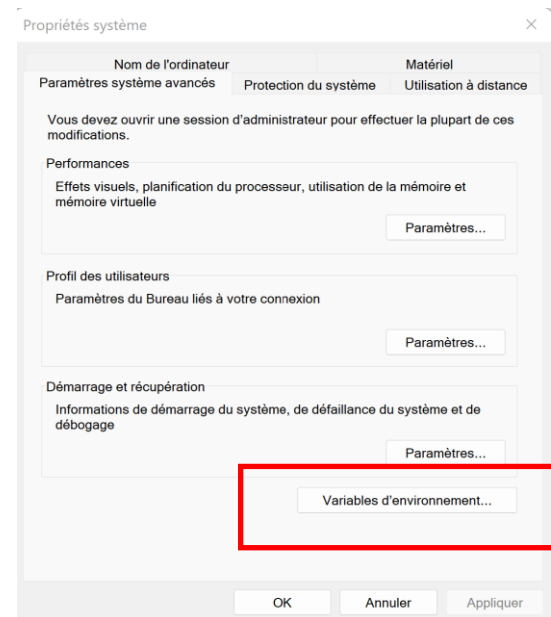 Propriétés système
Nom de l'ordinateur
Matériel
Paramètres système avancés
Protection du système
Utilisation à distance
Vous devez ouvrir une session d'administrateur pour effectuer la plupart de ces
modifications.
Performances
Effets visuels, planification du processeur, utilisation de la mémoire et
mémoire virtuelle
Paramètres...
Profil des utilisateurs
Paramètres du Bureau liés à votre connexion
Paramètres...
Démarrage et récupération
Informations de démarrage du système, de défaillance du système et de
débogage
Paramètres...
Variables d'environnement...
OK
Annuler
Appliquer